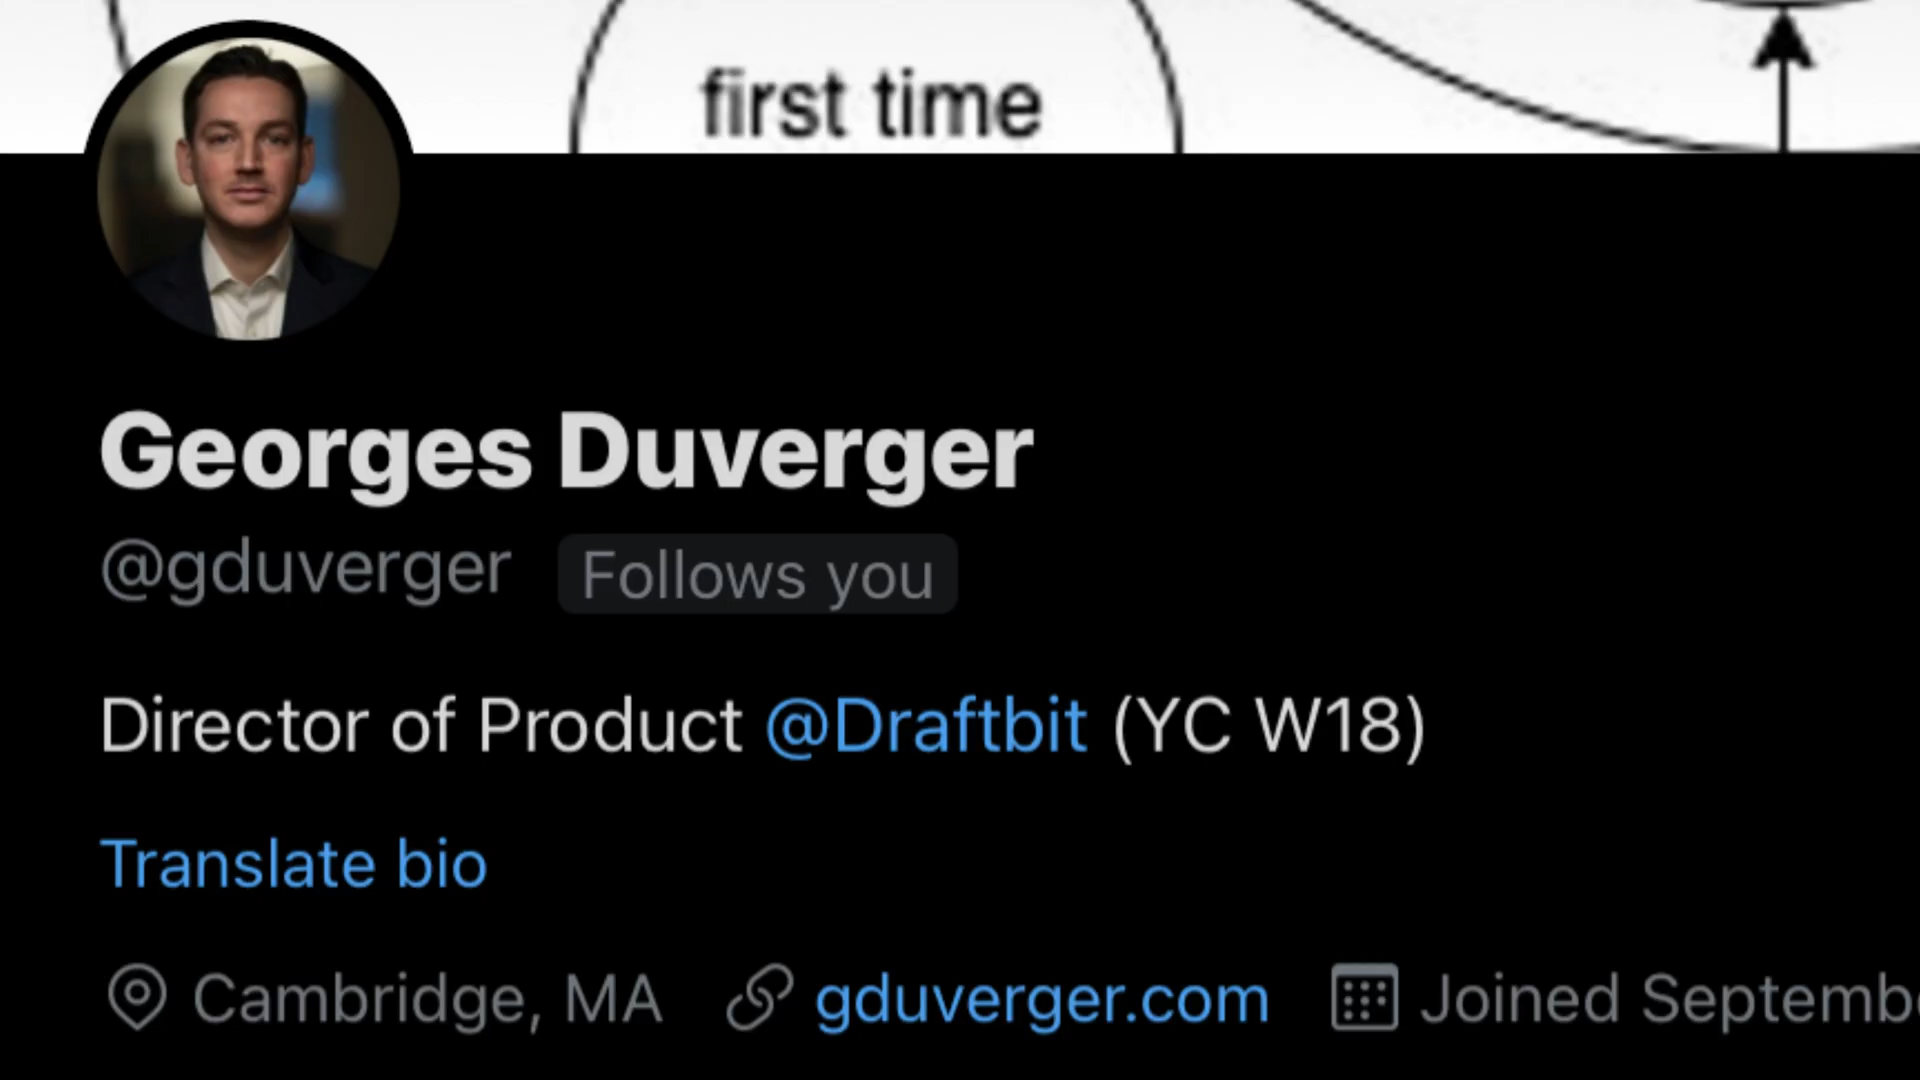 first time
Georges Duverger
@gduverger Follows you
Director of Product @Draftbit (YC W18)
Translate bio
Cambridge, MA gduverger.com Joined